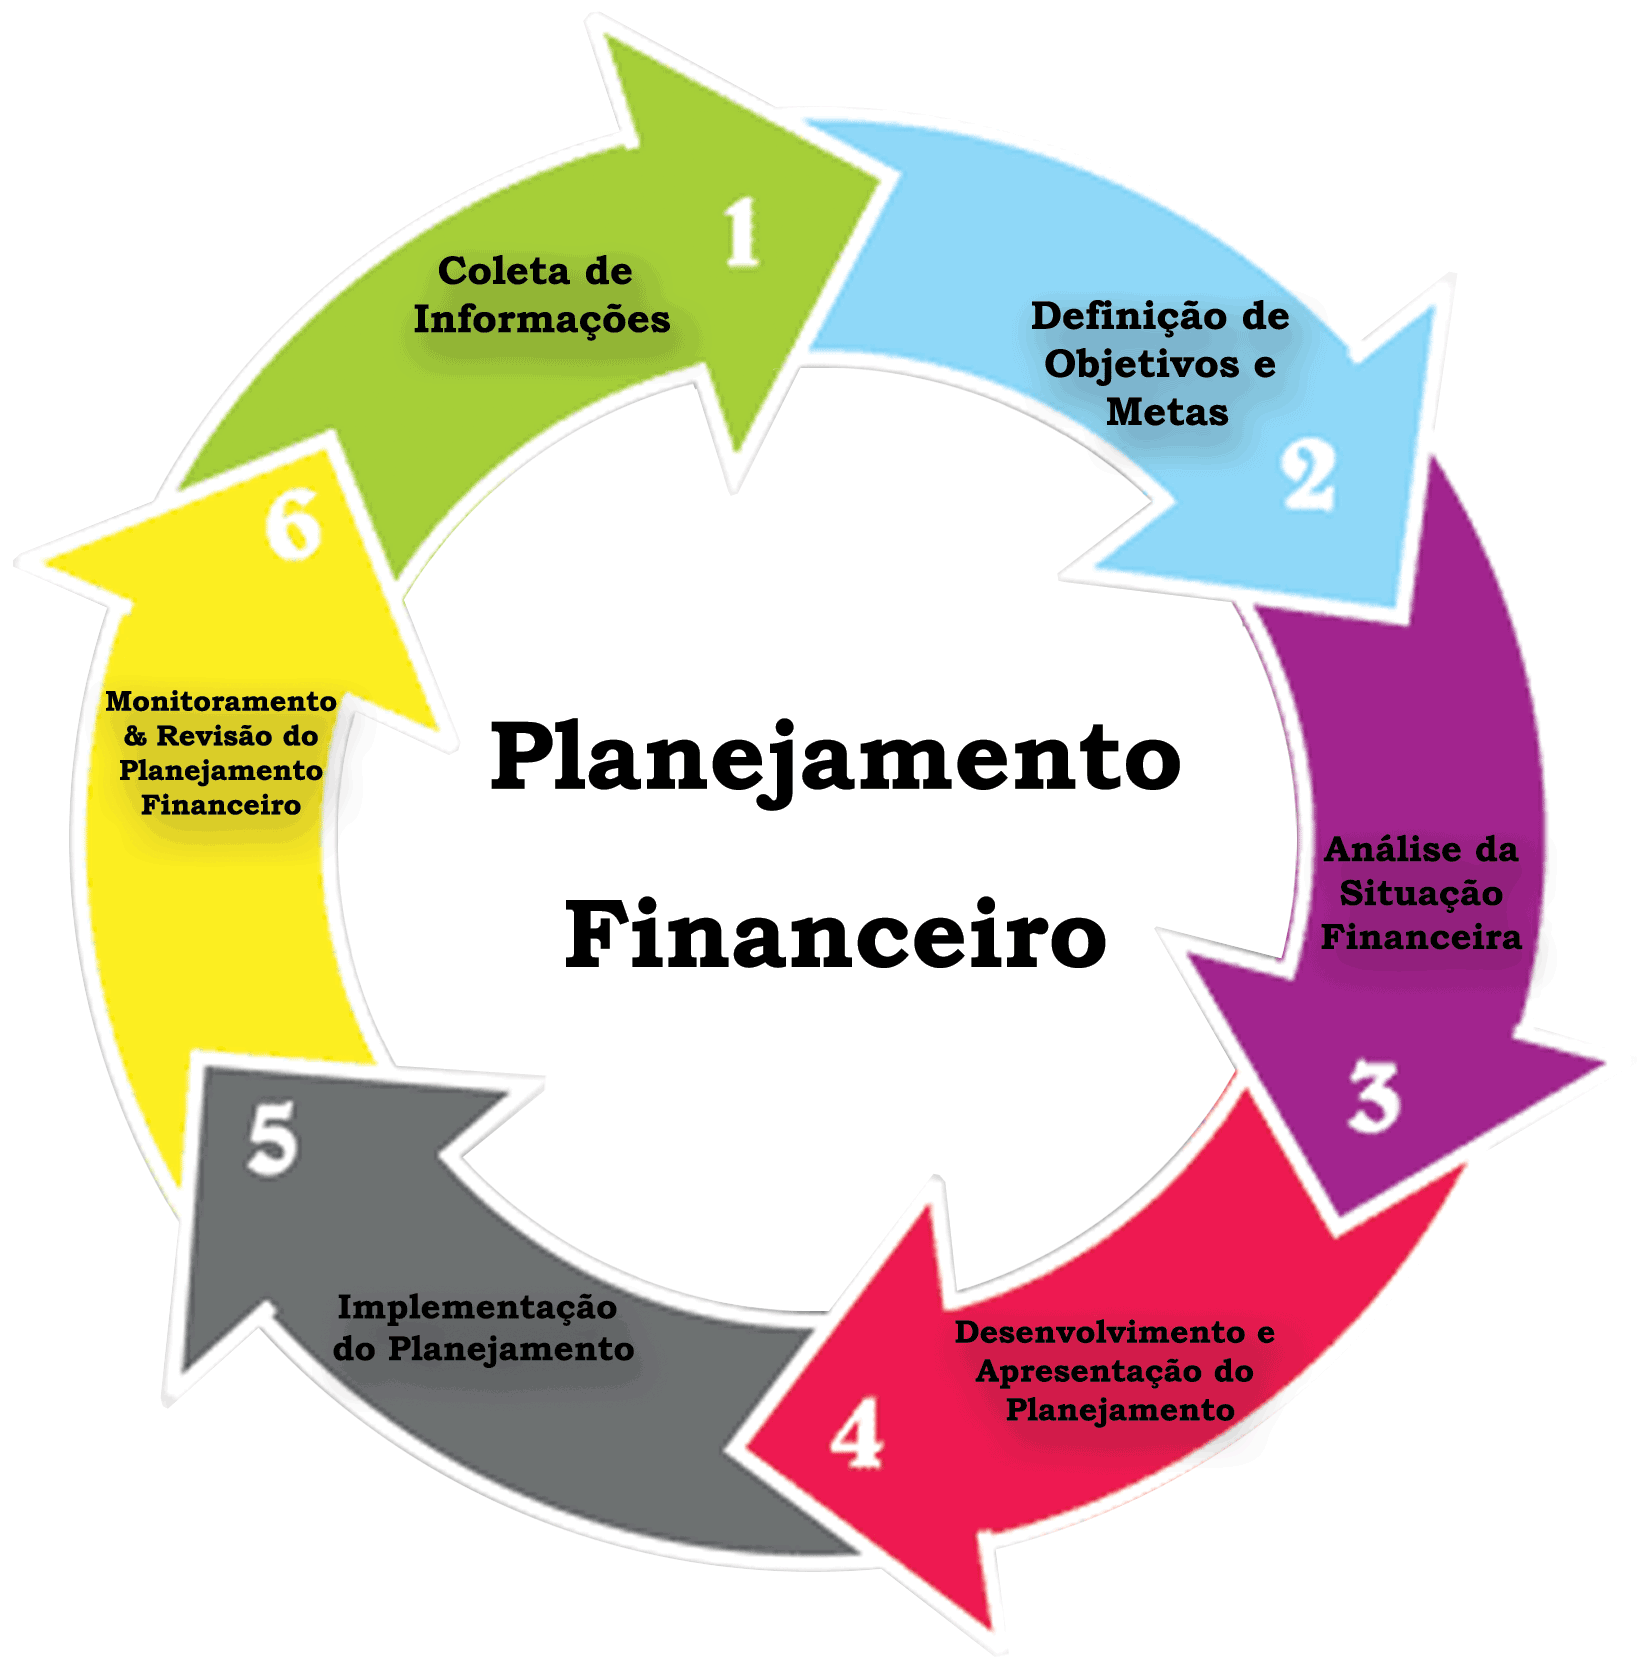 1
Coleta de
Informações
Definição de
Objetivos e
Metas
2
Análise da
Situação
Financeira
3
Desenvolvimento e
Apresentação do
Planejamento
4
Implementação
do Planejamento
5
Monitoramento
& Revisão do
Planejamento
Financeiro
6
Planejamento
Financeiro